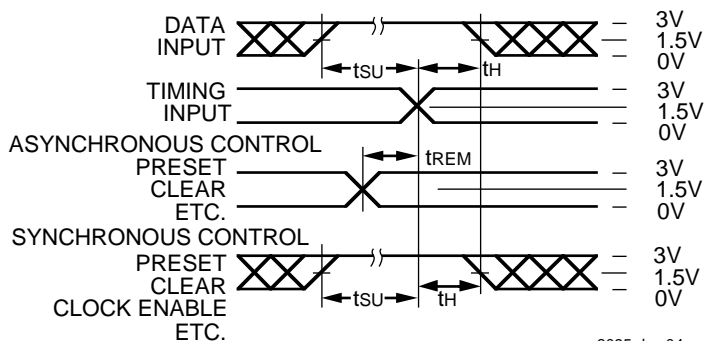 DATA
INPUT
3V
1.5V
0V
tSU
tH
TIMING
INPUT
3V
1.5V
0V
ASYNCHRONOUS CONTROL
tREM
PRESET
CLEAR
ETC.
3V
1.5V
0V
SYNCHRONOUS CONTROL
PRESET
CLEAR
CLOCK ENABLE
ETC.
3V
1.5V
0V
tSU
tH